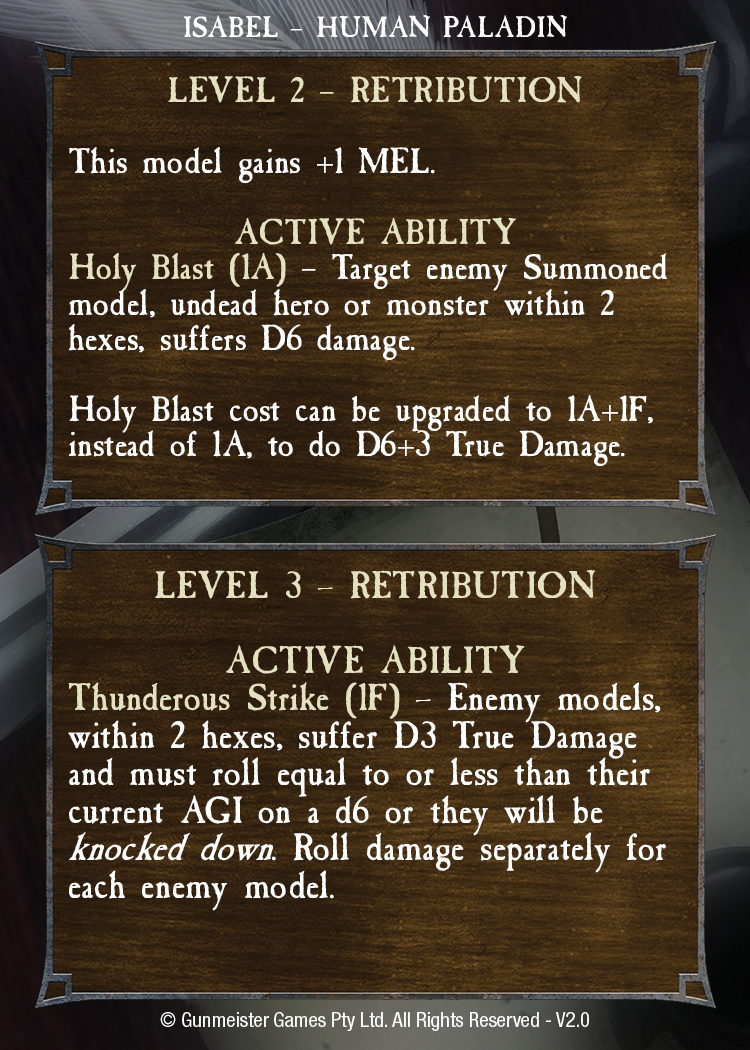 ISABEL – HUMAN PALADIN
LEVEL 2 – RETRIBUTION
This model gains +1 MEL.
ACTIVE ABILITY
Holy Blast (1A) – Target enemy Summoned
model, undead hero or monster within 2
hexes, suffers D6 damage.
Holy Blast cost can be upgraded to 1A+1F,
instead of 1A, to do D6+3 True Damage.
LEVEL 3 – RETRIBUTION
ACTIVE ABILITY
Thunderous Strike (1F) – Enemy models,
within 2 hexes, suffer D3 True Damage
and must roll equal to or less than their
current AGI on a d6 or they will be
knocked down. Roll damage separately for
each enemy model.
© Gunmeister Games Pty Ltd. All Rights Reserved - V2.0